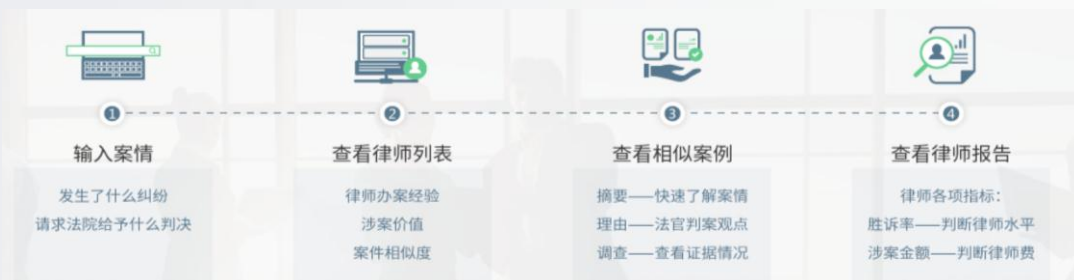 1
2
3
4
输入案情
查看律师列表
查看相似案例
查看律师报告
发生了什么纠纷
请求法院给予什么判决
律师办案经验
涉案价值
案件相似度
摘要——快速了解案情
理由——法官判案观点
调查——查看证据情况
律师各项指标：
胜诉率——判断律师水平
涉案金额——判断律师费